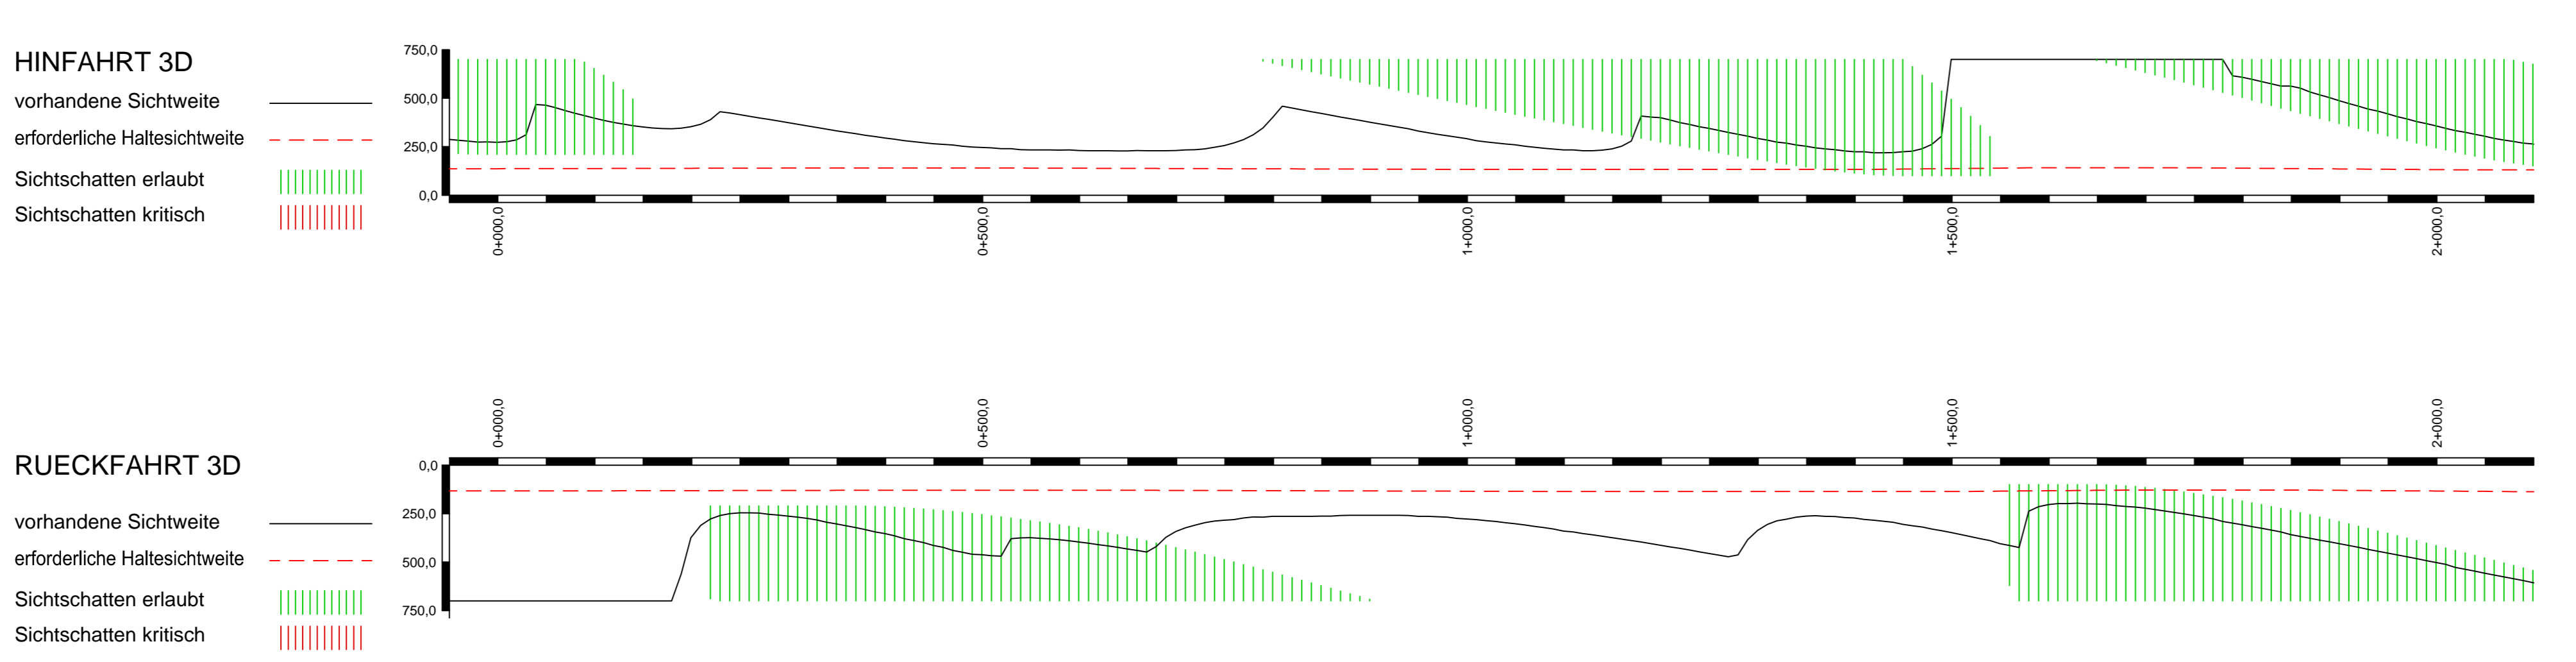 HINFAHRT 3D
vorhandene Sichtweite
erforderliche Haltesichtweite
Sichtschatten erlaubt
Sichtschatten kritisch
750,0
500,0
250,0
0,0
0+000,0
0+500,0
1+000,0
1+500,0
2+000,0
0+000,0
0+500,0
1+000,0
1+500,0
2+000,0
RUECKFAHRT 3D
vorhandene Sichtweite
erforderliche Haltesichtweite
Sichtschatten erlaubt
Sichtschatten kritisch
0,0
250,0
500,0
750,0